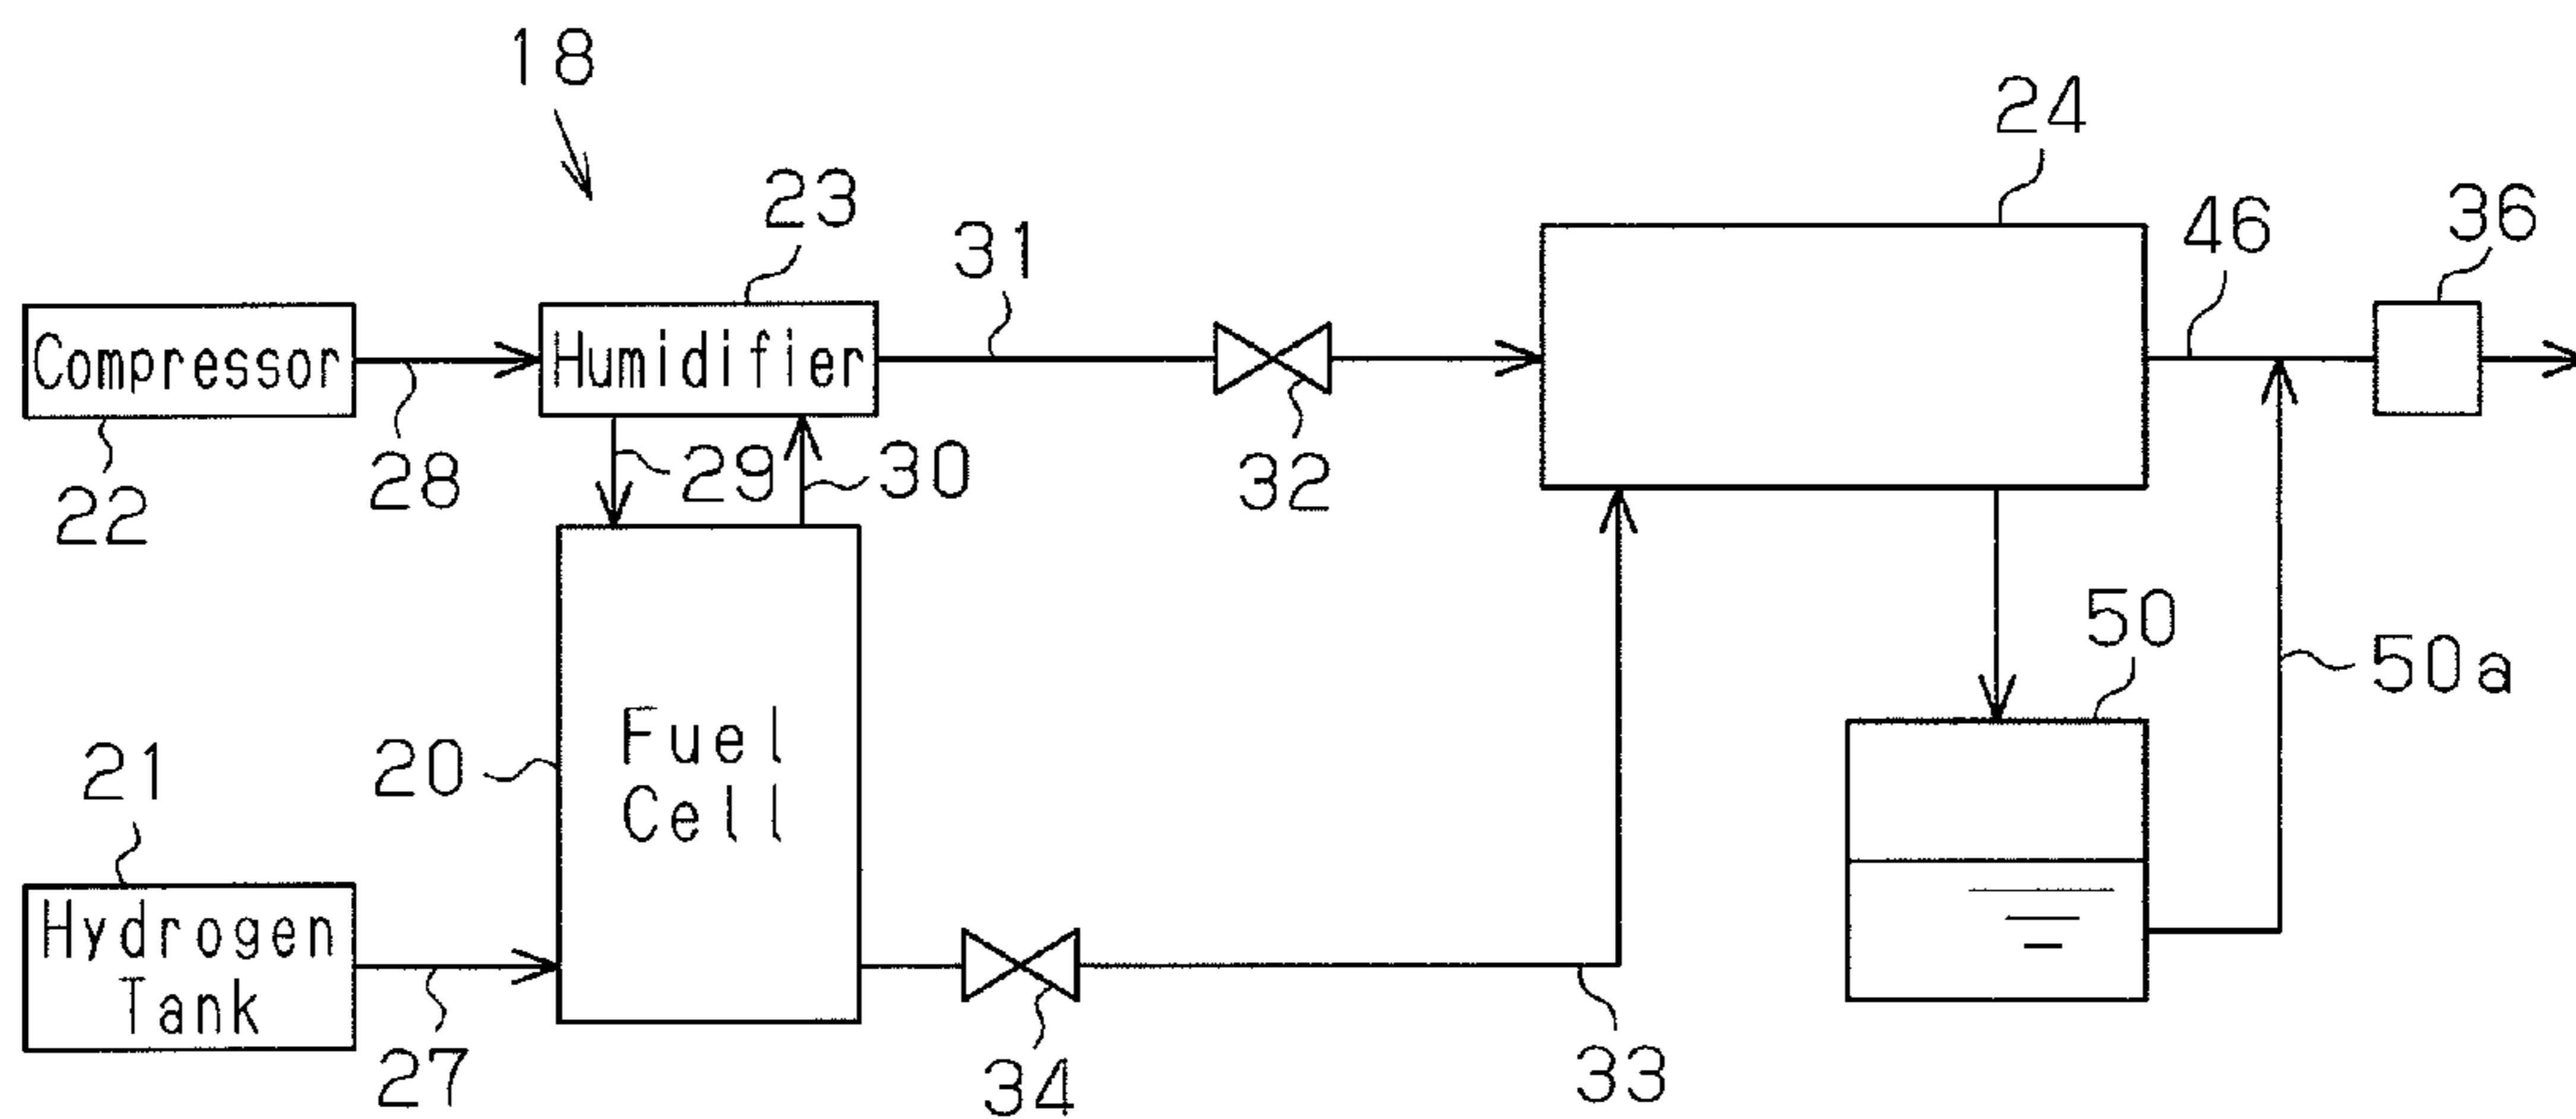 18
24
23
46
36
31
Compressor
Humidifier
28
29
30
32
22
50
50a
21
20
Fuel
Cell
Hydrogen
Tank
27
34
33